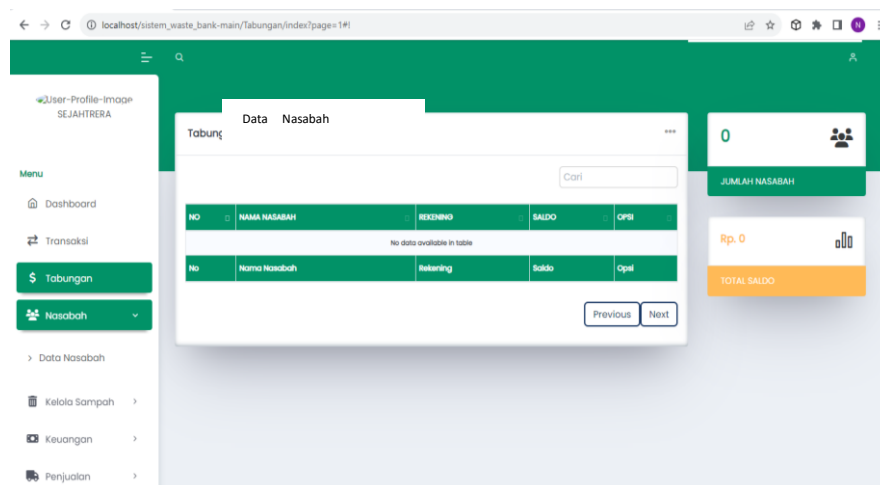 localhost/sistem_waste_bank-main/Tabungan/index?page=1#!
N
User-Profile-Image
SEJAHTRERA
Menu
Dashboard
Transaksi
Tabungan
Nasabah
Data Nasabah
Kelola Sampah
Keuangan
Penjualan
Data Nasabah
Tabung
Cari
NO NAMA NASABAH REKENING SALDO OPSI
No data available in table
No Nama Nasabah Rekening Saldo Opsi
Previous Next
0
JUMLAH NASABAH
Rp. 0
TOTAL SALDO